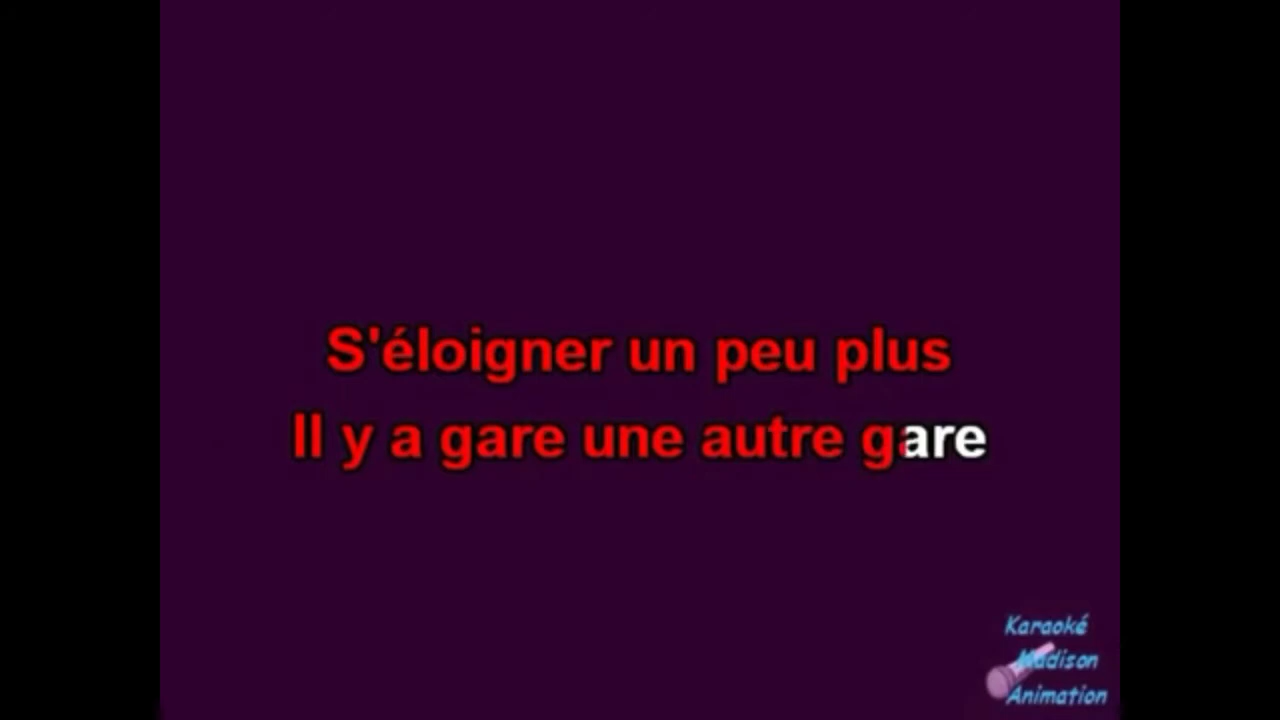 S'éloigner un peu plus
Il y a gare une autre gare
Karaoké
Madison
Animation